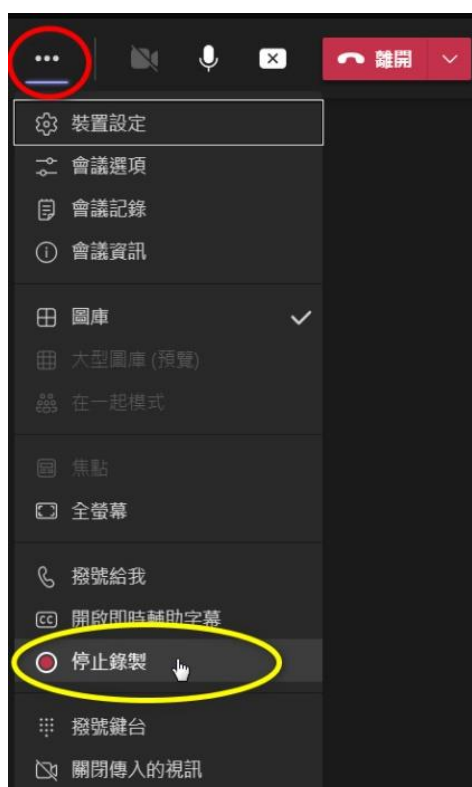 離開
裝置設定
會議選項
會議記錄
會議資訊
圖庫
大型圖庫 (預覽)
在一起模式
焦點
全螢幕
撥號給我
CC 開啟即時輔助字幕
停止錄製
撥號鍵台
關閉傳入的視訊